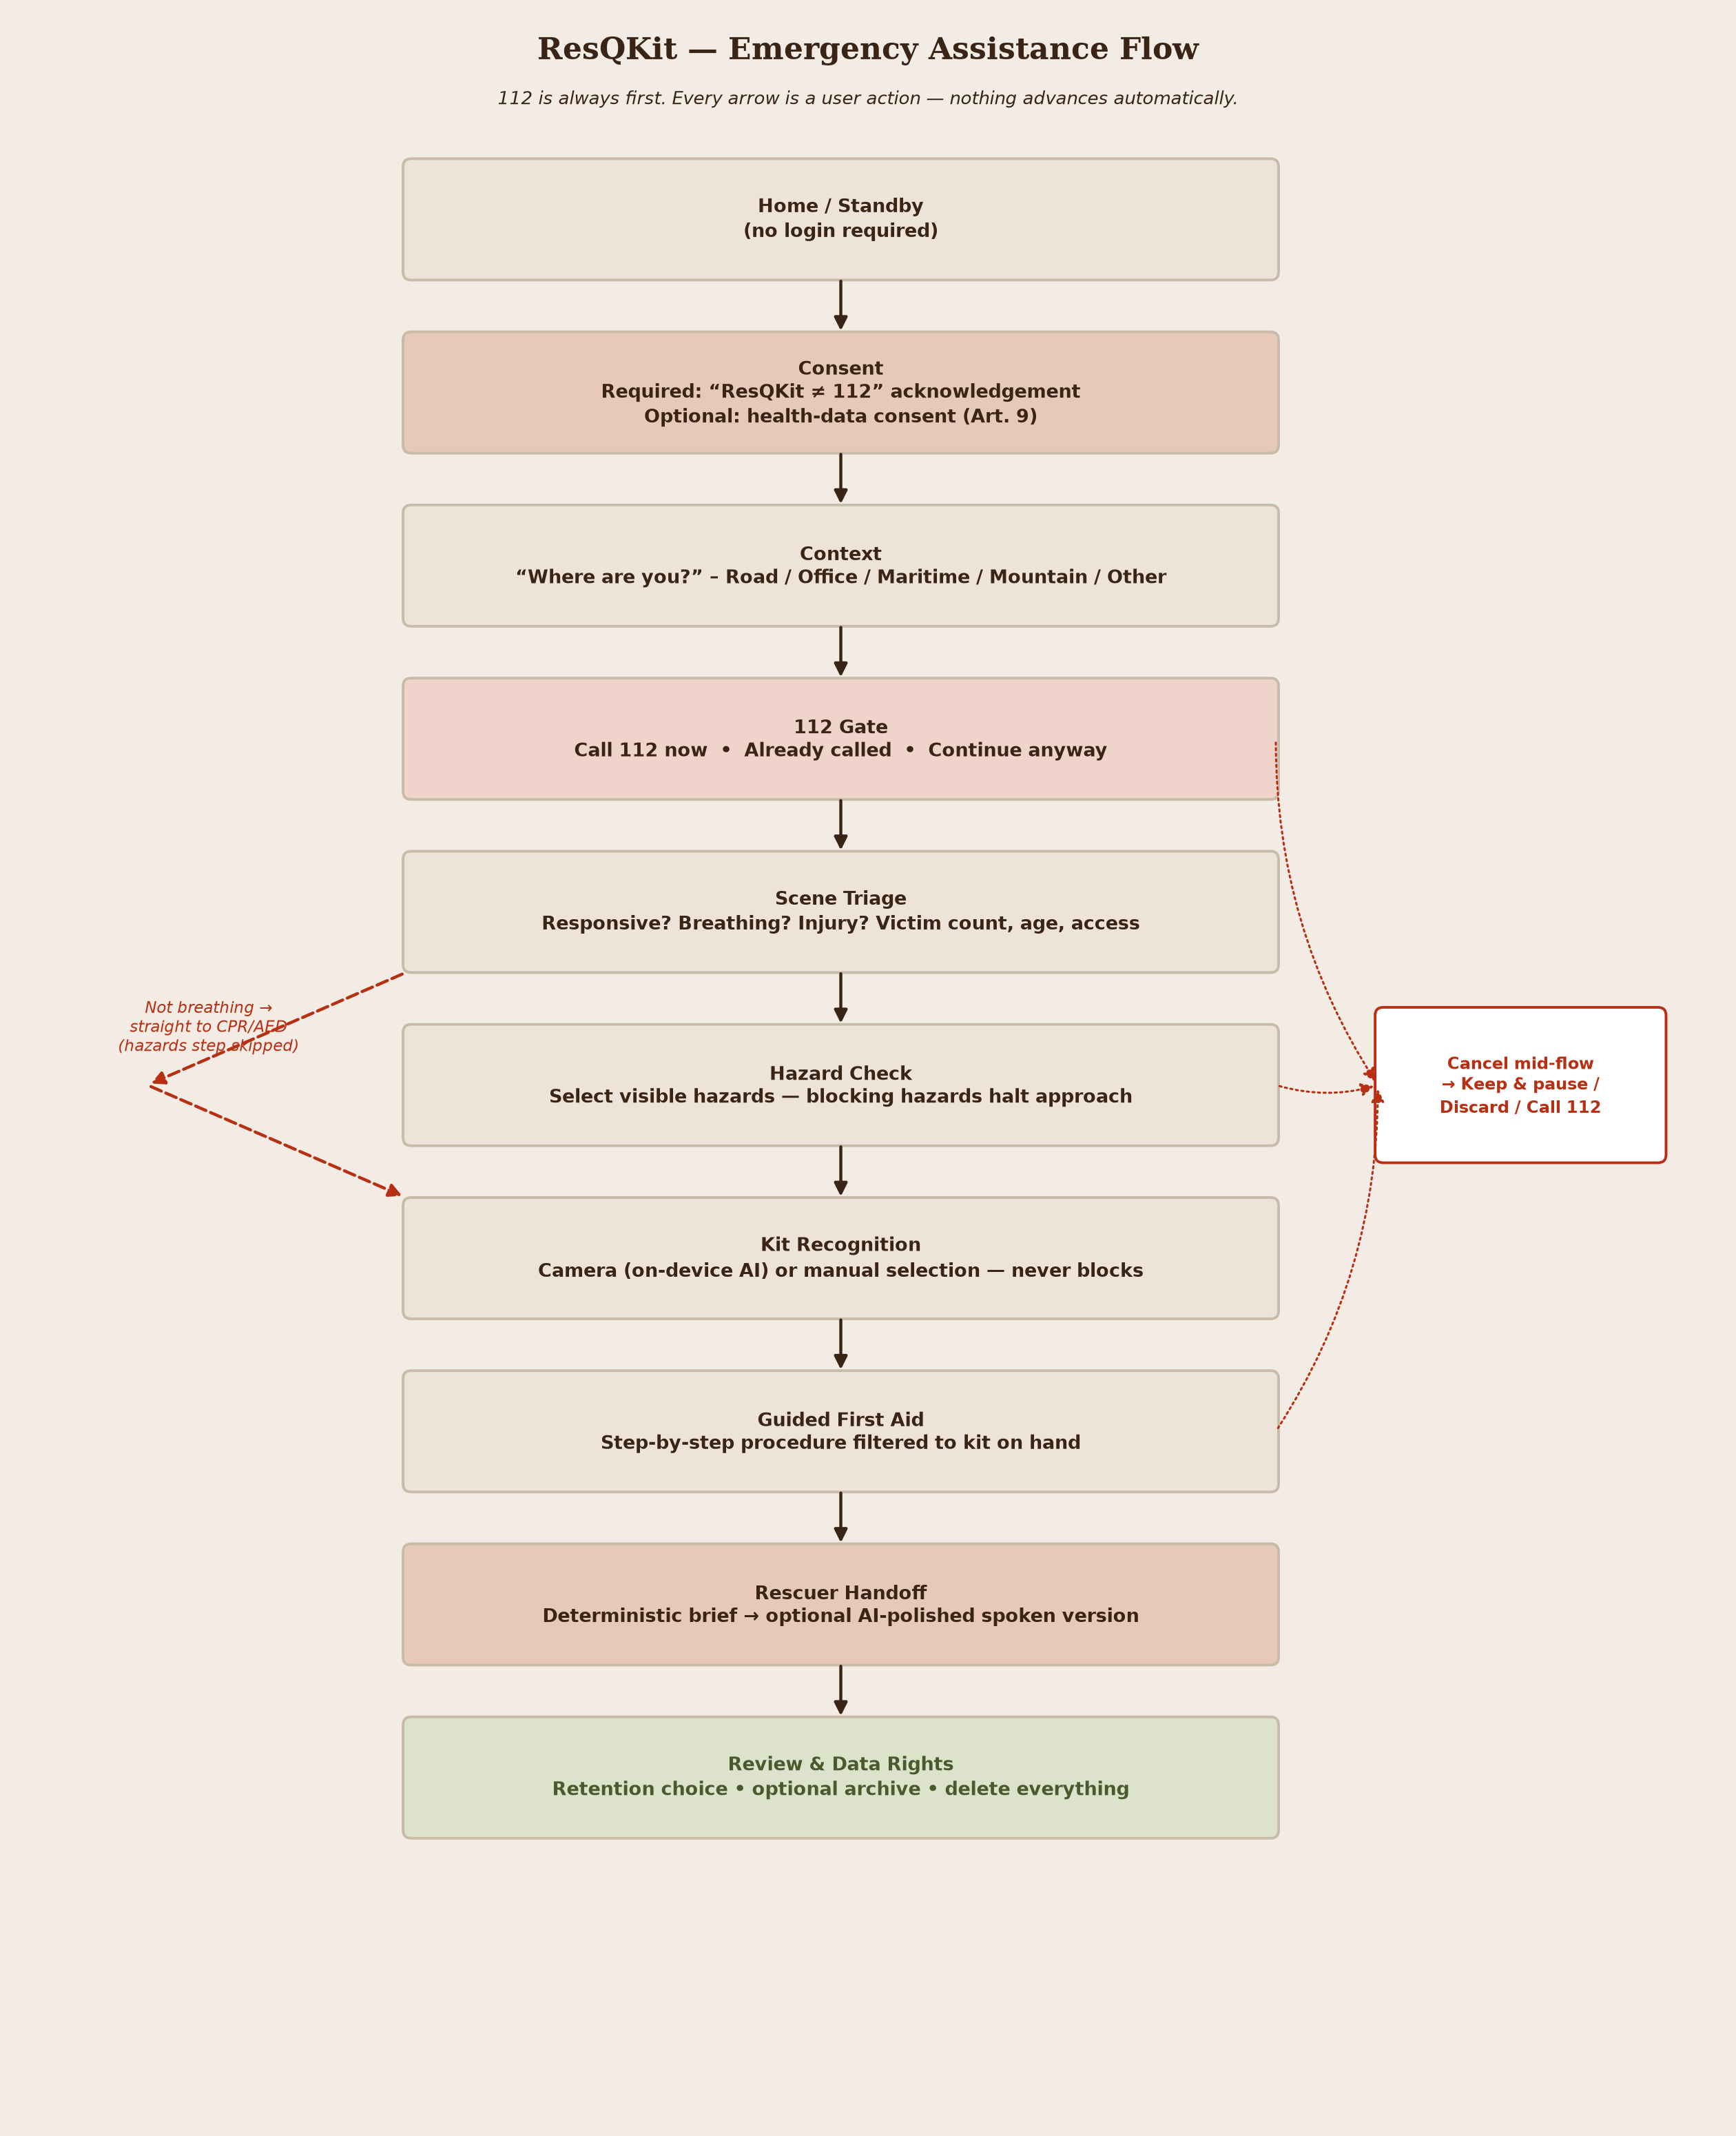 ResQKit — Emergency Assistance Flow
112 is always first. Every arrow is a user action — nothing advances automatically.
Home / Standby
(no login required)
Consent
Required: “ResQKit ≠ 112” acknowledgement
Optional: health-data consent (Art. 9)
Context
“Where are you?” – Road / Office / Maritime / Mountain / Other
112 Gate
Call 112 now • Already called • Continue anyway
Scene Triage
Responsive? Breathing? Injury? Victim count, age, access
Not breathing →
straight to CPR/AED
(hazards step skipped)
Hazard Check
Select visible hazards — blocking hazards halt approach
Cancel mid-flow
→ Keep & pause /
Discard / Call 112
Kit Recognition
Camera (on-device AI) or manual selection — never blocks
Guided First Aid
Step-by-step procedure filtered to kit on hand
Rescuer Handoff
Deterministic brief → optional AI-polished spoken version
Review & Data Rights
Retention choice • optional archive • delete everything